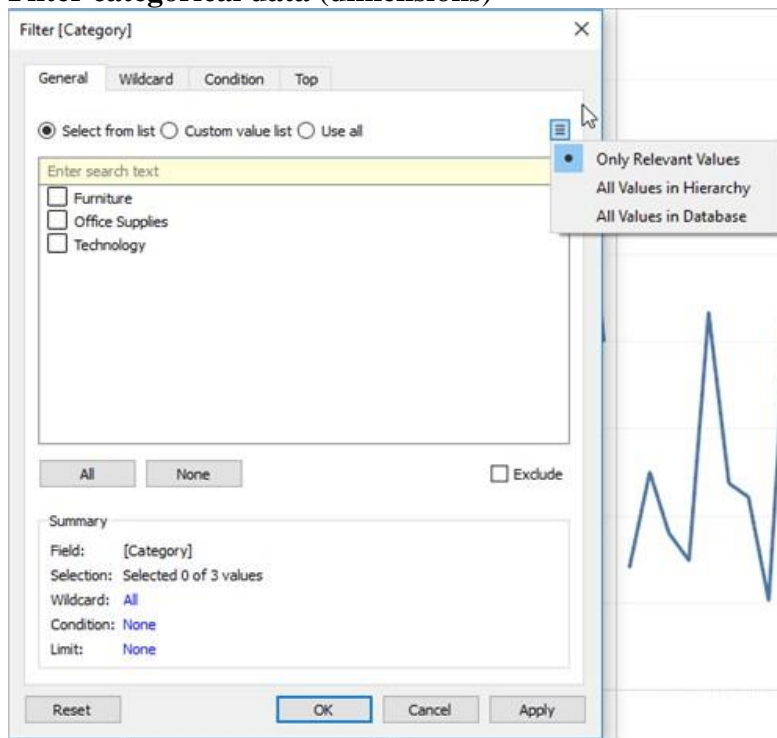 Filter categorical data (dimensions)
Filter [Category]
General Wildcard Condition Top
Select from list Custom value list Use all
Enter search text
Only Relevant Values
Furniture
All Values in Hierarchy
Office Supplies
All Values in Database
Technology
All None Exclude
Summary
Field: [Category]
Selection: Selected 0 of 3 values
Wildcard: All
Condition: None
Limit: None
Reset OK Cancel Apply